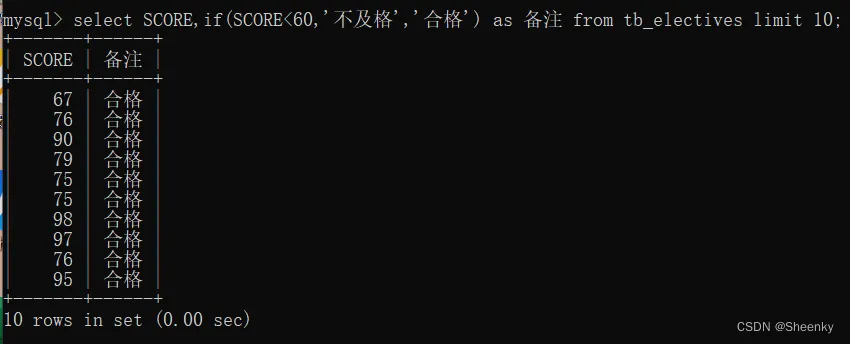 mysql> select SCORE,if(SCORE<60,'不及格','合格') as 备注 from tb_electives limit 10;
+-------+------+
| SCORE | 备注 |
+-------+------+
|    67 | 合格 |
|    76 | 合格 |
|    90 | 合格 |
|    79 | 合格 |
|    75 | 合格 |
|    75 | 合格 |
|    98 | 合格 |
|    97 | 合格 |
|    76 | 合格 |
|    95 | 合格 |
+-------+------+
10 rows in set (0.00 sec)
CSDN @Sheenky